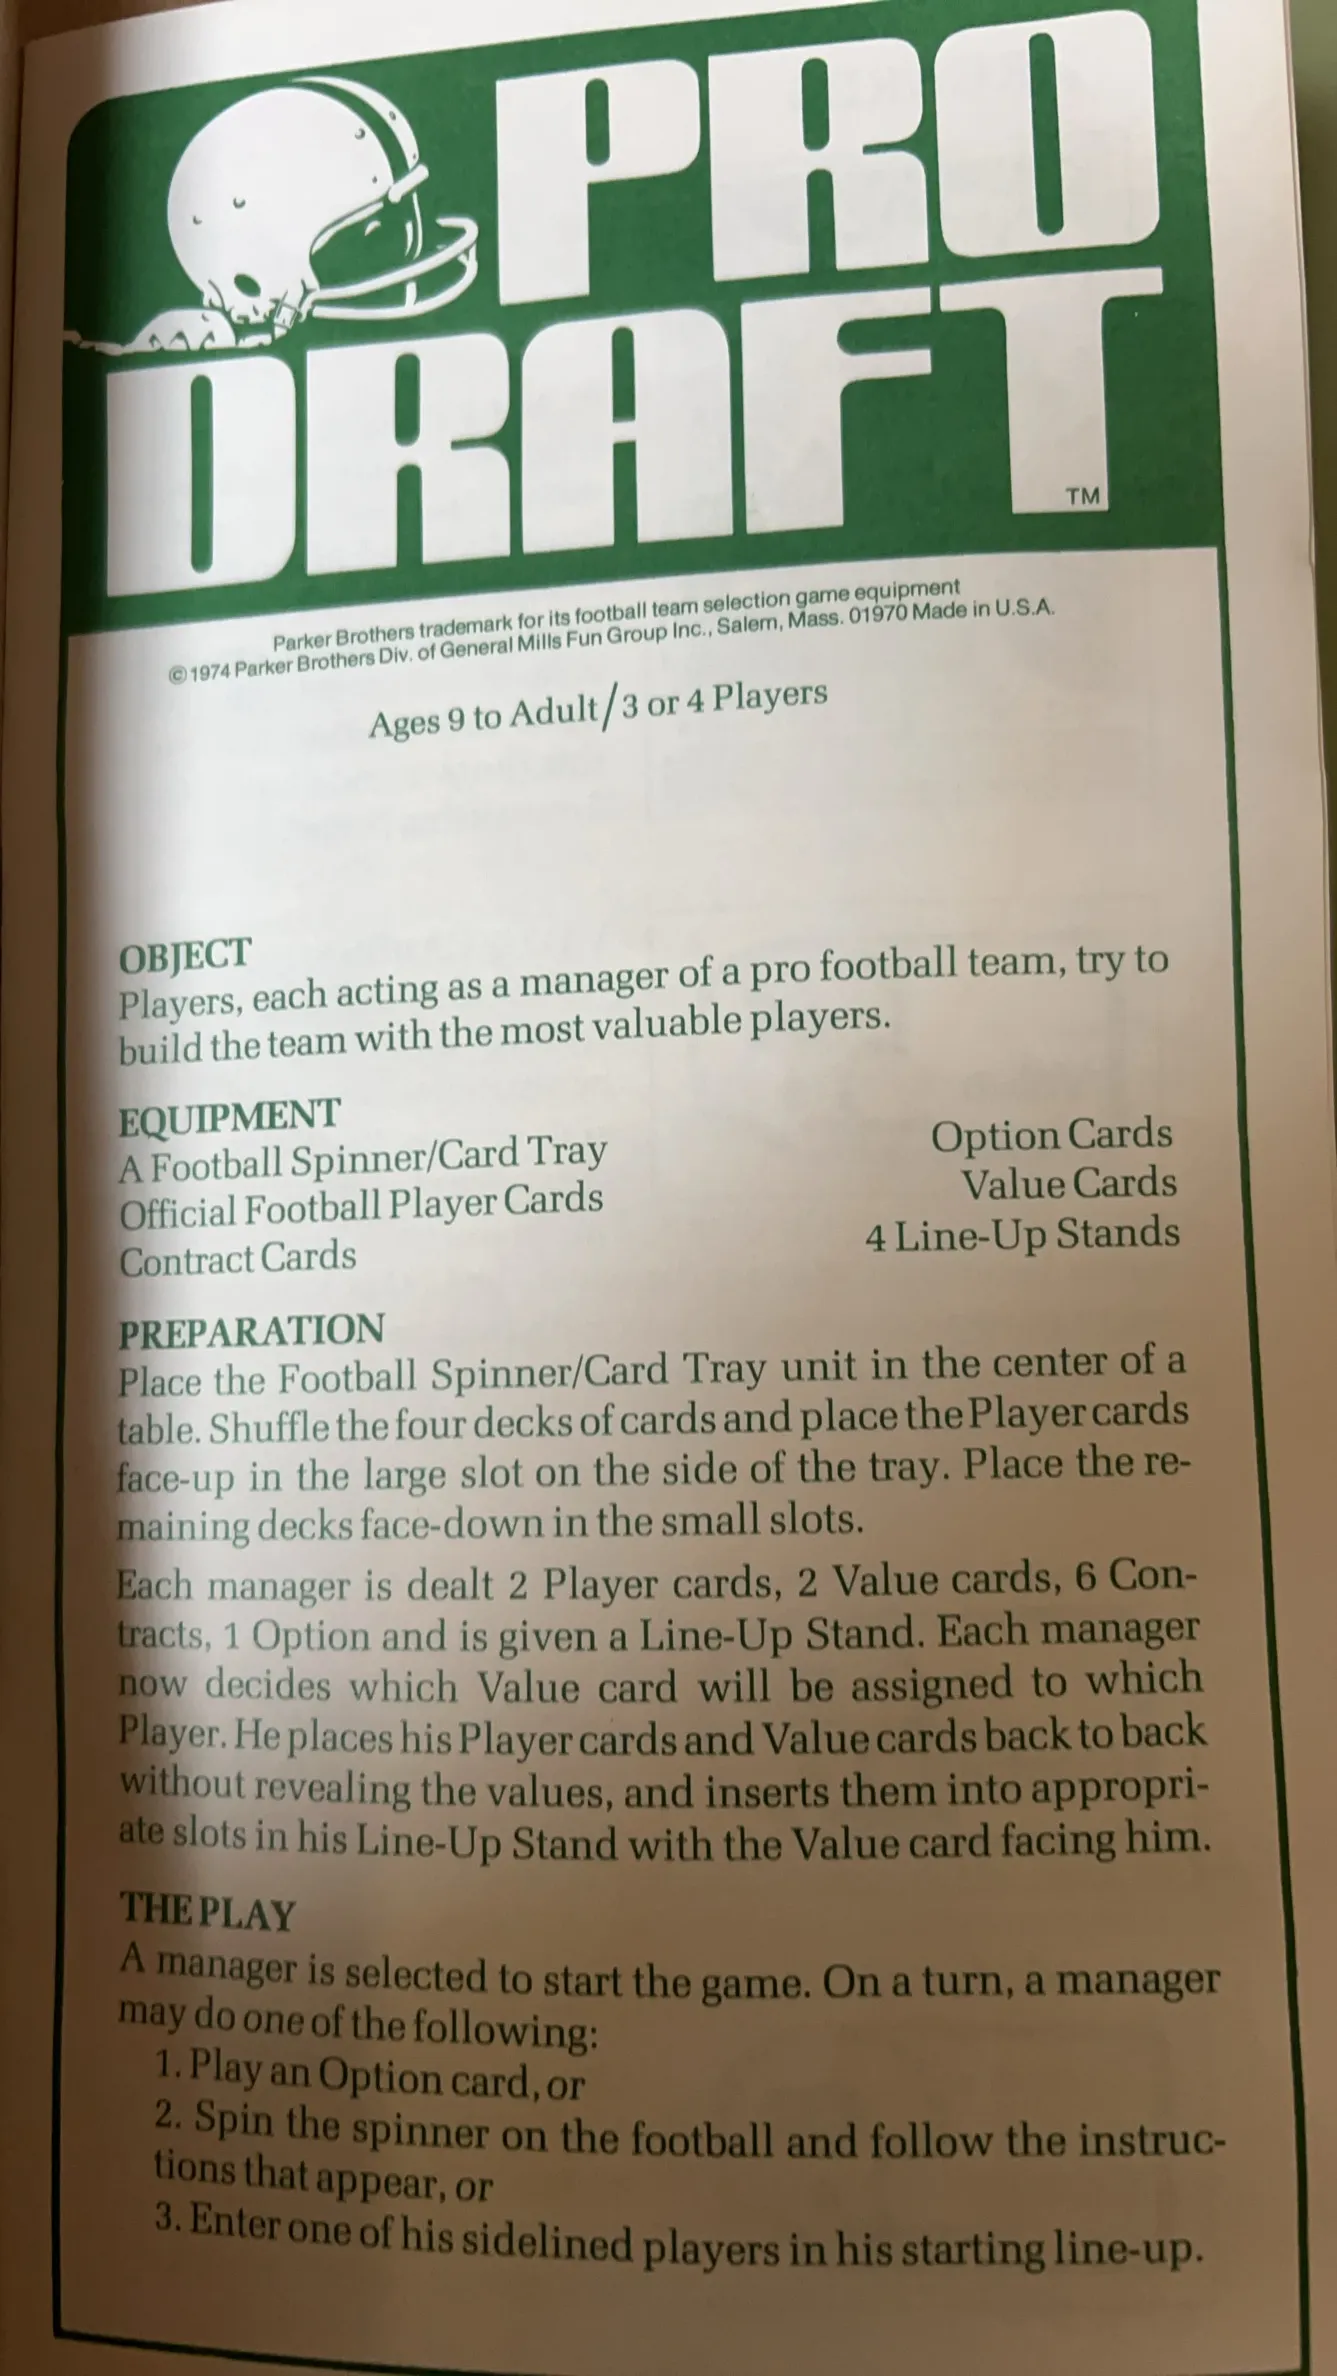 PRO
DRAFT
TM
Parker Brothers trademark for its football team selection game equipment
©1974 Parker Brothers Div. of General Mills Fun Group Inc., Salem, Mass. 01970 Made in U.S.A.
Ages 9 to Adult/3 or 4 Players
OBJECT
Players, each acting as a manager of a pro football team, try to
build the team with the most valuable players.
EQUIPMENT
A Football Spinner/Card Tray
Official Football Player Cards
Contract Cards
Option Cards
Value Cards
4 Line-Up Stands
PREPARATION
Place the Football Spinner/Card Tray unit in the center of a
table. Shuffle the four decks of cards and place the Player cards
face-up in the large slot on the side of the tray. Place the re-
maining decks face-down in the small slots.
Each manager is dealt 2 Player cards, 2 Value cards, 6 Con-
tracts, 1 Option and is given a Line-Up Stand. Each manager
now decides which Value card will be assigned to which
Player. He places his Player cards and Value cards back to back
without revealing the values, and inserts them into appropri-
ate slots in his Line-Up Stand with the Value card facing him.
THE PLAY
A manager is selected to start the game. On a turn, a manager
may do one of the following:
1. Play an Option card, or
2. Spin the spinner on the football and follow the instruc-
tions that appear, or
3. Enter one of his sidelined players in his starting line-up.